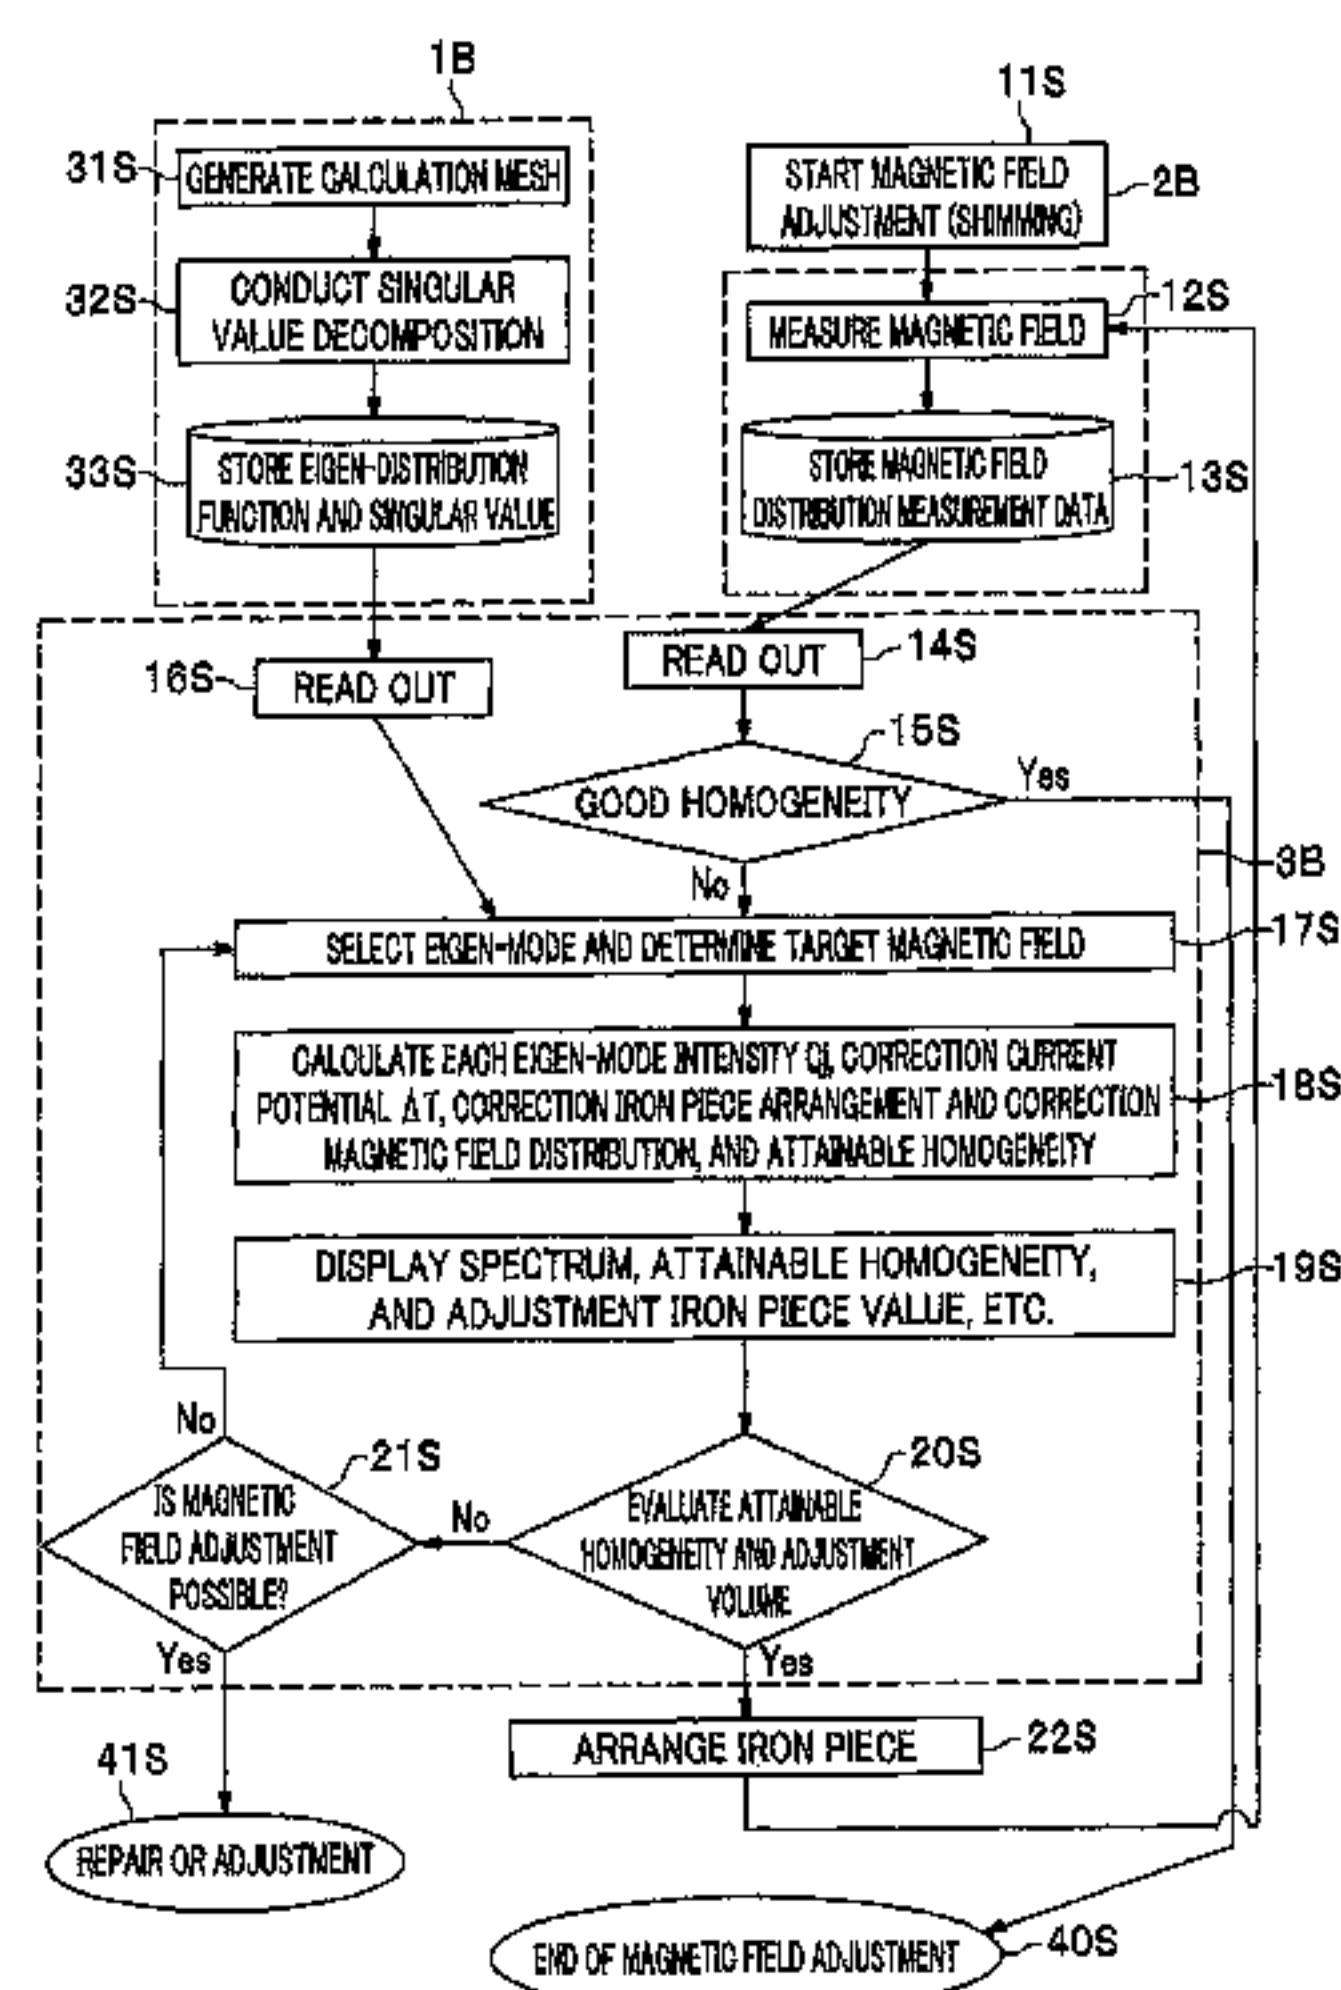 1B
11S
31S
GENERATE CALCULATION MESH
START MAGNETIC FIELD
ADJUSTMENT (SHIMMING)
2B
32S
CONDUCT SINGULAR
VALUE DECOMPOSITION
12S
MEASURE MAGNETIC FIELD
33S
STORE EIGEN-DISTRIBUTION
FUNCTION AND SINGULAR VALUE
STORE MAGNETIC FIELD
DISTRIBUTION MEASUREMENT DATA
13S
16S
READ OUT
READ OUT
14S
15S
GOOD HOMOGENEITY
Yes
3B
No
SELECT EIGEN-MODE AND DETERMINE TARGET MAGNETIC FIELD
17S
CALCULATE EACH EIGEN-MODE INTENSITY Cj, CORRECTION CURRENT
POTENTIAL ΔT, CORRECTION IRON PIECE ARRANGEMENT AND CORRECTION
MAGNETIC FIELD DISTRIBUTION, AND ATTAINABLE HOMOGENEITY
18S
DISPLAY SPECTRUM, ATTAINABLE HOMOGENEITY,
AND ADJUSTMENT IRON PIECE VALUE, ETC.
19S
No
21S
IS MAGNETIC
FIELD ADJUSTMENT
POSSIBLE?
Yes
No
20S
EVALUATE ATTAINABLE
HOMOGENEITY AND ADJUSTMENT
VOLUME
Yes
ARRANGE IRON PIECE
22S
41S
REPAIR OR ADJUSTMENT
END OF MAGNETIC FIELD ADJUSTMENT
40S